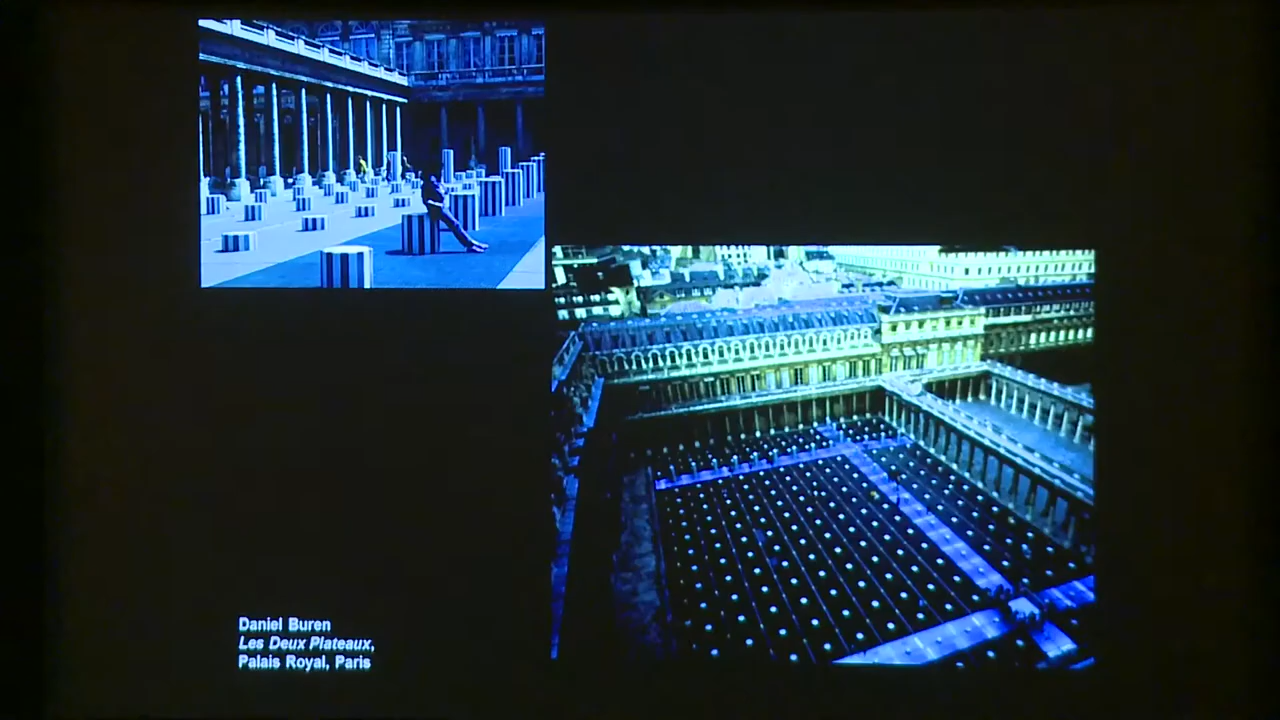 Daniel Buren
Les Deux Plateaux,
Palais Royal, Paris